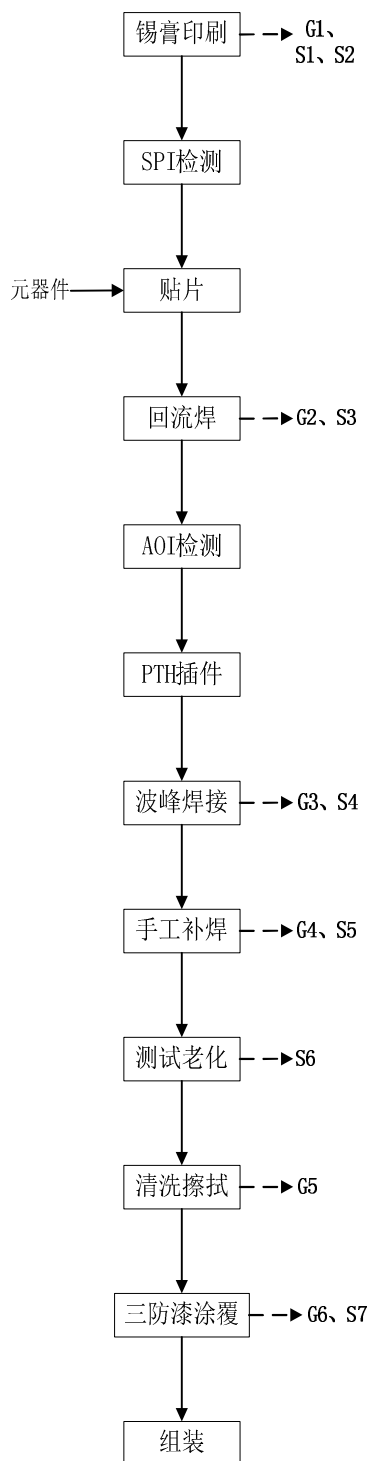 锡膏印刷
G1、
S1、S2
SPI检测
元器件
贴片
回流焊
G2、S3
AOI检测
PTH插件
波峰焊接
G3、S4
手工补焊
G4、S5
测试老化
S6
清洗擦拭
G5
三防漆涂覆
G6、S7
组装